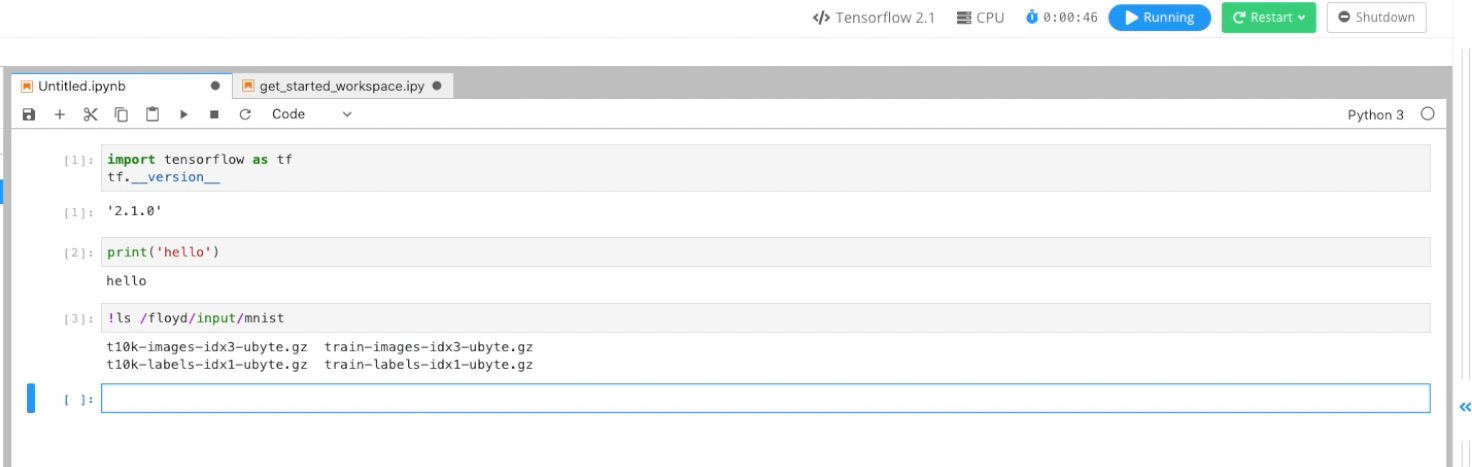 </> Tensorflow 2.1 CPU 0:00:46 Running Restart Shutdown
Untitled.ipynb get_started_workspace.ipy
Code Python 3
[1]: import tensorflow as tf
tf.__version__
[1]: '2.1.0'
[2]: print('hello')
hello
[3]: !ls /floyd/input/mnist
t10k-images-idx3-ubyte.gz train-images-idx3-ubyte.gz
t10k-labels-idx1-ubyte.gz train-labels-idx1-ubyte.gz
[ ]: